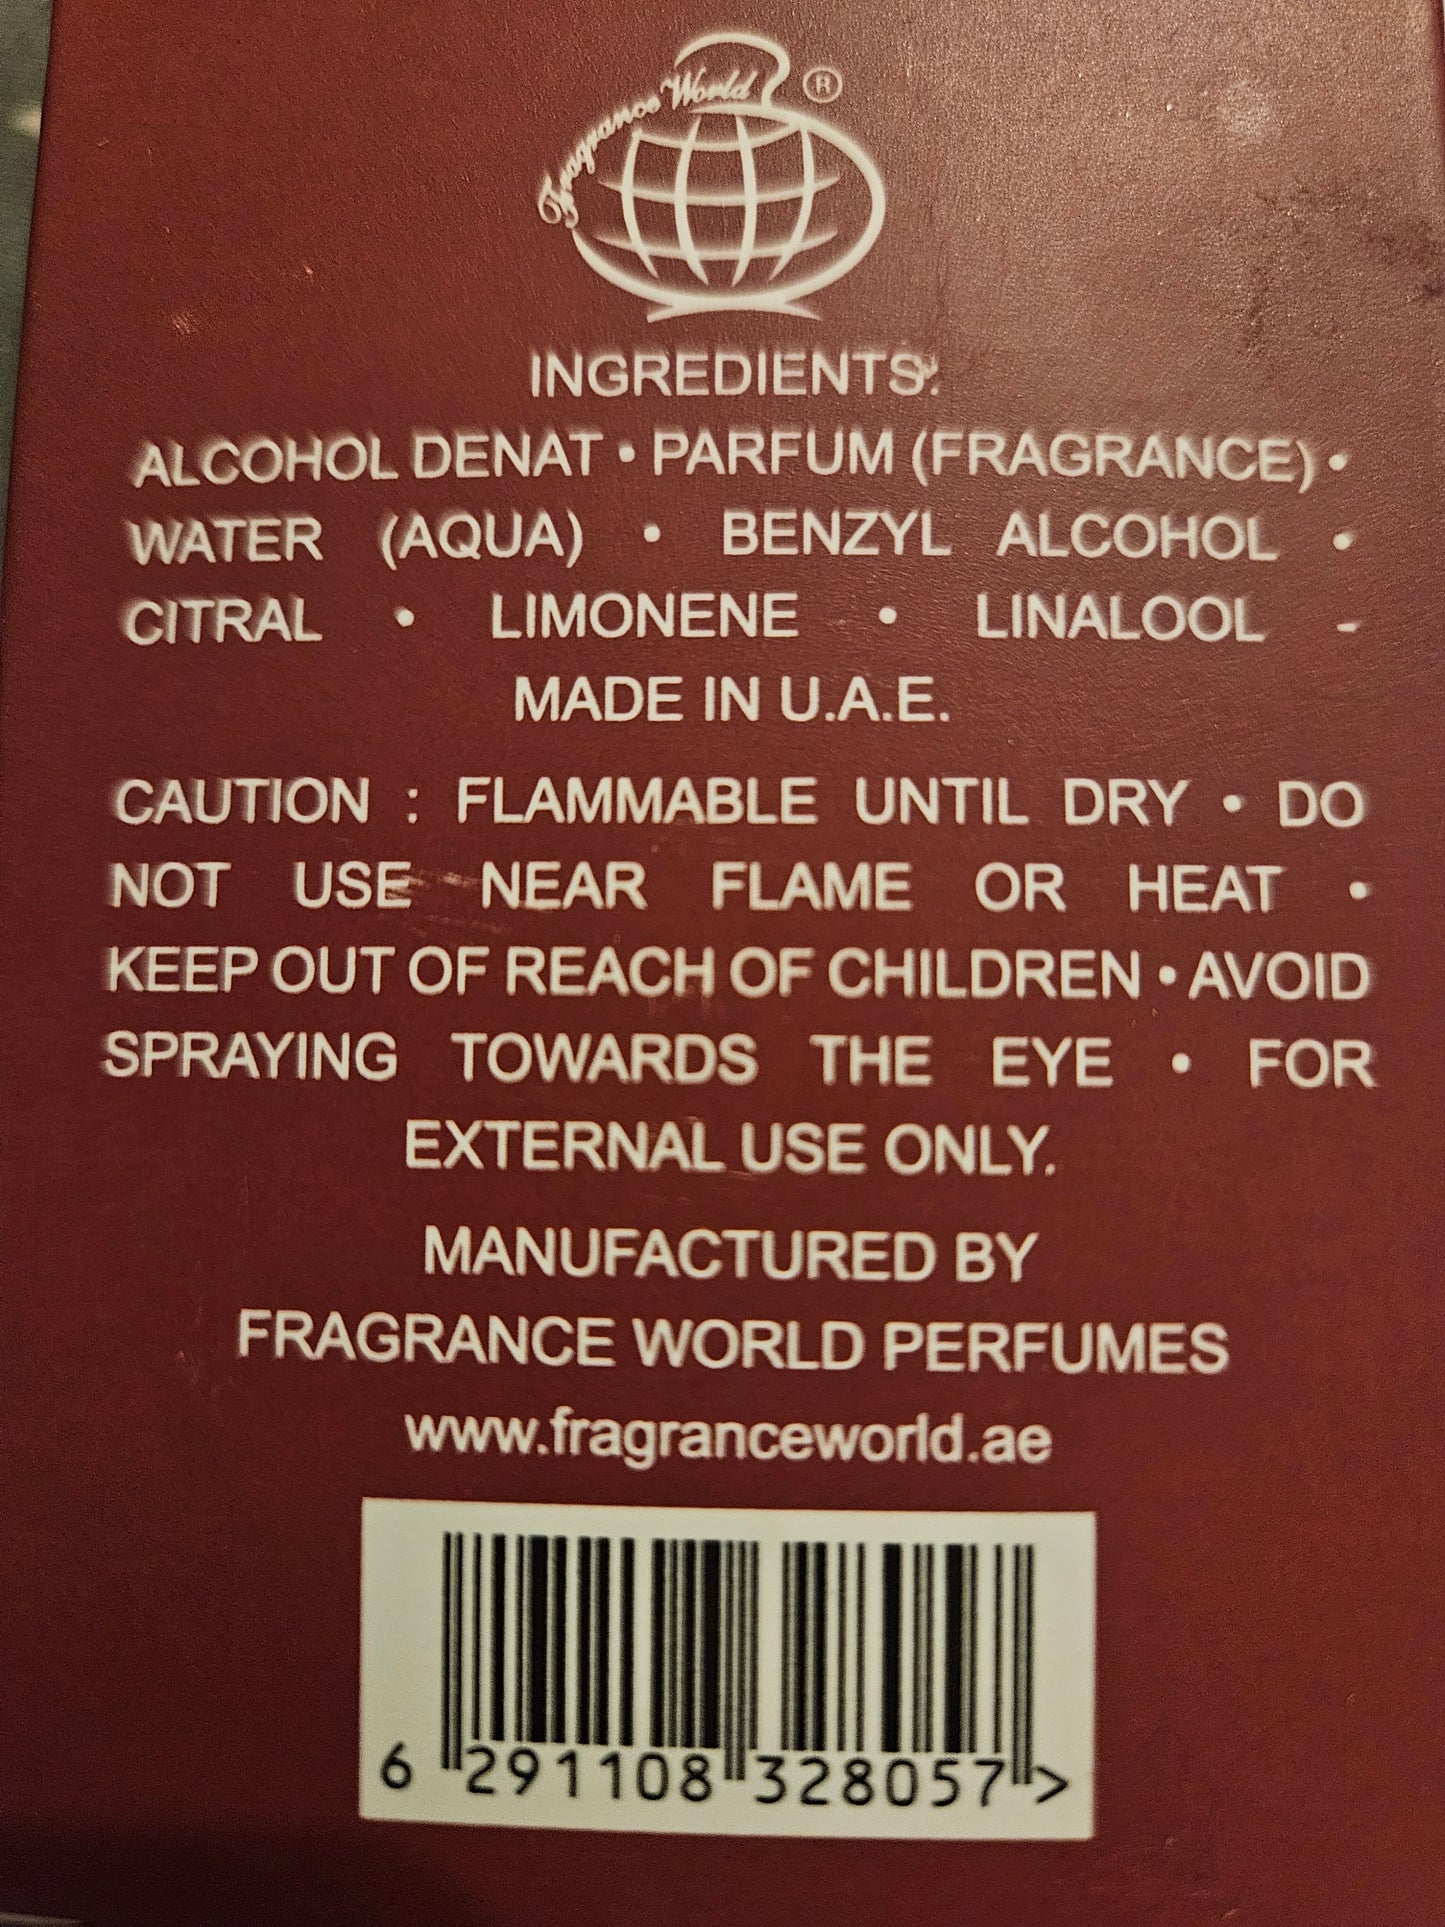 Fragrance World ®
INGREDIENTS:
ALCOHOL DENAT • PARFUM (FRAGRANCE) •
WATER (AQUA) • BENZYL ALCOHOL •
CITRAL • LIMONENE • LINALOOL -
MADE IN U.A.E.
CAUTION : FLAMMABLE UNTIL DRY • DO
NOT USE NEAR FLAME OR HEAT •
KEEP OUT OF REACH OF CHILDREN • AVOID
SPRAYING TOWARDS THE EYE • FOR
EXTERNAL USE ONLY.
MANUFACTURED BY
FRAGRANCE WORLD PERFUMES
www.fragranceworld.ae
6 291108 328057 >